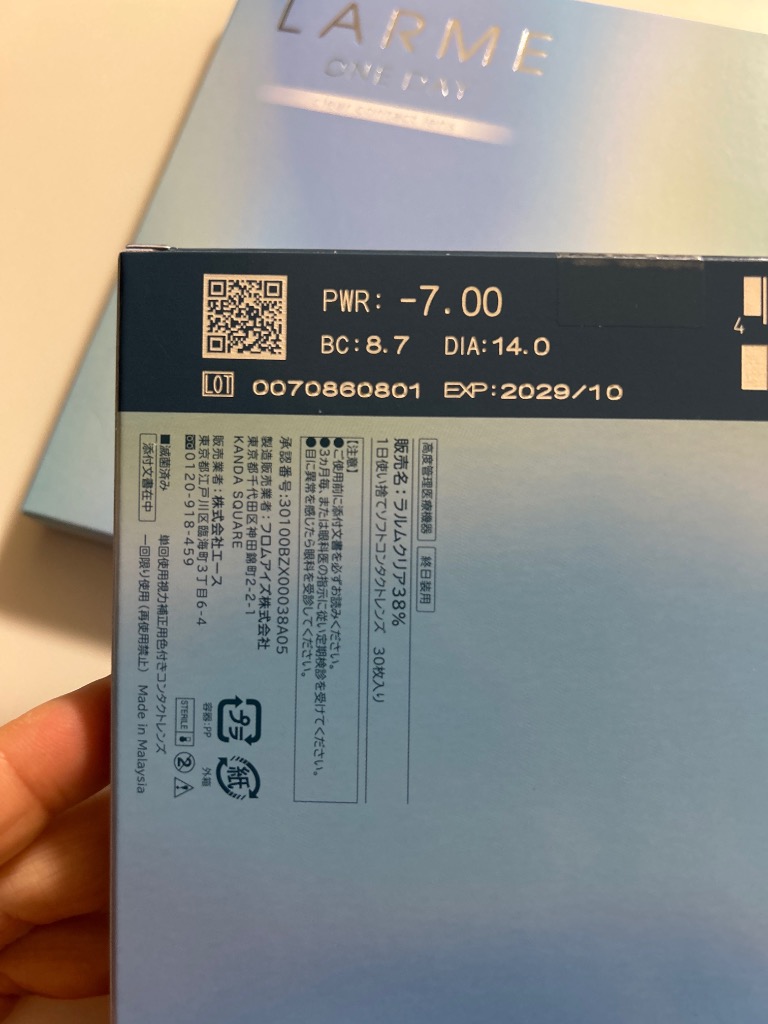 LARME
ONE DAY
PWR: -7.00
BC:8.7 DIA:14.0
LOT 0070860801 EXP:2029/10
4
高度管理医療機器 終日装用
販売名:ラルムクリア38%
1日使い捨てソフトコンタクトレンズ 30枚入り
【注意】
●ご使用前に添付文書を必ずお読みください。
●3ヵ月毎、または眼科医の指示に従い定期検診を受けてください。
●目に異常を感じたら眼科を受診してください。
承認番号:30100BZX00038A05
製造販売業者:フロムアイズ株式会社
東京都千代田区神田錦町2-2-1
KANDA SQUARE
販売業者:株式会社エース
東京都江戸川区臨海町3丁目6-4
0120-918-459
■滅菌済み 単回使用視力補正用色付きコンタクトレンズ
添付文書在中 一回限り使用(再使用禁止) Made in Malaysia
プラ 紙
容器:PP 外箱
STERILE 2